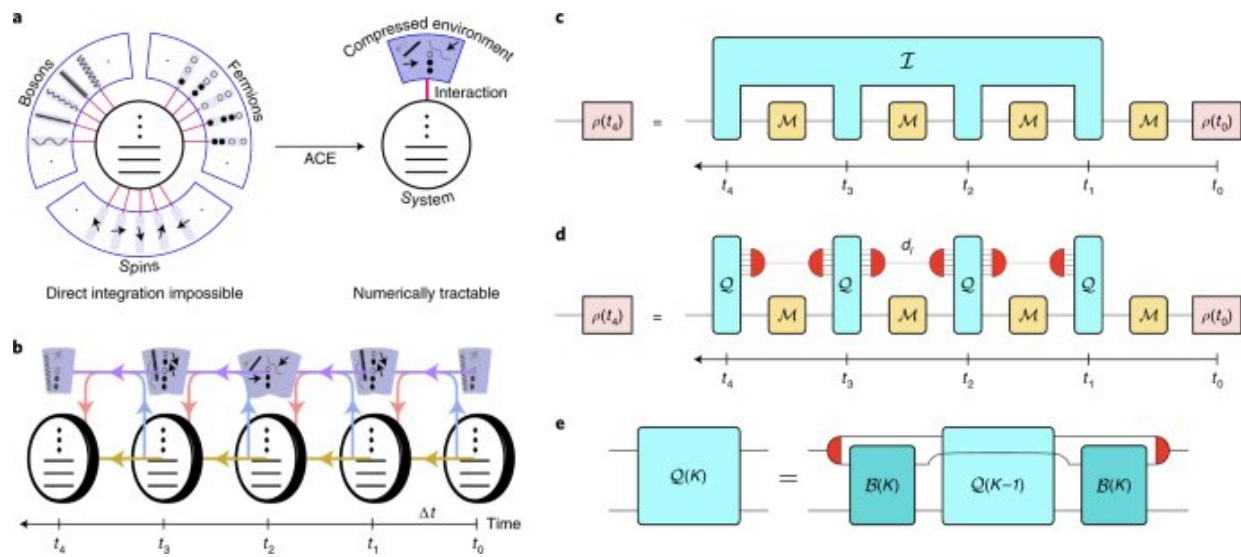 a
Bosons
Fermions
Spins
Direct integration impossible
ACE
Compressed environment
Interaction
System
Numerically tractable
b
Δt
Time
t₄ t₃ t₂ t₁ t₀
c
ℐ
ρ(t₄) = ℳ ℳ ℳ ℳ ρ(t₀)
t₄ t₃ t₂ t₁ t₀
d
dᵢ
𝒬 𝒬 𝒬 𝒬
ρ(t₄) = ℳ ℳ ℳ ℳ ρ(t₀)
t₄ t₃ t₂ t₁ t₀
e
𝒬(K) = ℬ(K) 𝒬(K−1) ℬ(K)